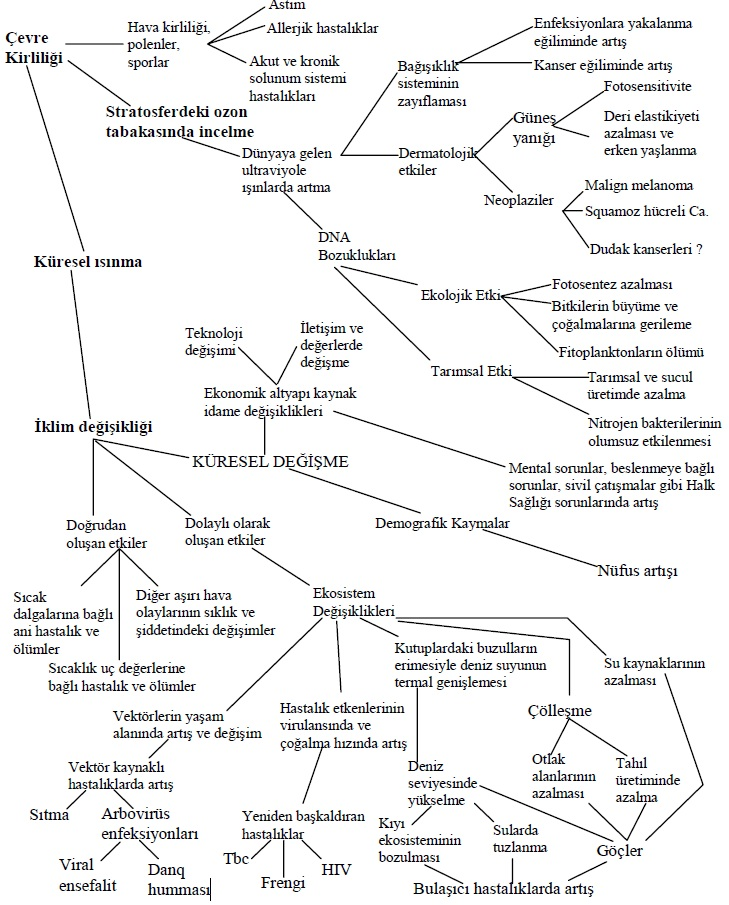 Çevre
Kirliliği
Hava kirliliği,
polenler,
sporlar
Astım
Allerjik hastalıklar
Akut ve kronik
solunum sistemi
hastalıkları
Stratosferdeki ozon
tabakasında incelme
Dünyaya gelen
ultraviyole
ışınlarda artma
Bağışıklık
sisteminin
zayıflaması
Enfeksiyonlara yakalanma
eğiliminde artış
Kanser eğiliminde artış
Dermatolojik
etkiler
Güneş
yanığı
Fotosensitivite
Deri elastikiyeti
azalması ve
erken yaşlanma
Neoplaziler
Malign melanoma
Squamoz hücreli Ca.
Dudak kanserleri ?
DNA
Bozuklukları
Ekolojik Etki
Fotosentez azalması
Bitkilerin büyüme ve
çoğalmalarına gerileme
Fitoplanktonların ölümü
Tarımsal Etki
Tarımsal ve sucul
üretimde azalma
Nitrojen bakterilerinin
olumsuz etkilenmesi
Küresel ısınma
Teknoloji
değişimi
İletişim ve
değerlerde
değişme
Ekonomik altyapı kaynak
idame değişiklikleri
İklim değişikliği
KÜRESEL DEĞİŞME
Mental sorunlar, beslenmeye bağlı
sorunlar, sivil çatışmalar gibi Halk
Sağlığı sorunlarında artış
Demografik Kaymalar
Nüfus artışı
Doğrudan
oluşan etkiler
Dolaylı olarak
oluşan etkiler
Sıcak
dalgalarına bağlı
ani hastalık ve
ölümler
Diğer aşırı hava
olaylarının sıklık ve
şiddetindeki değişimler
Sıcaklık uç değerlerine
bağlı hastalık ve ölümler
Ekosistem
Değişiklikleri
Vektörlerin yaşam
alanında artış ve değişim
Vektör kaynaklı
hastalıklarda artış
Sıtma
Arbovirüs
enfeksiyonları
Viral
ensefalit
Danq
humması
Hastalık etkenlerinin
virulansında ve
çoğalma hızında artış
Yeniden başkaldıran
hastalıklar
Tbc
Frengi
HIV
Kutuplardaki buzulların
erimesiyle deniz suyunun
termal genişlemesi
Deniz
seviyesinde
yükselme
Kıyı
ekosisteminin
bozulması
Sularda
tuzlanma
Çölleşme
Otlak
alanlarının
azalması
Tahıl
üretiminde
azalma
Su kaynaklarının
azalması
Göçler
Bulaşıcı hastalıklarda artış